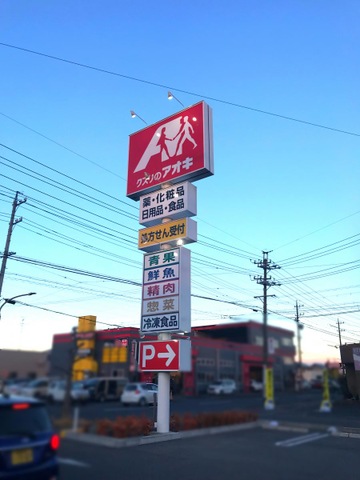 クスリのアオキ
薬・化粧品
日用品・食品
処方せん受付
青果
鮮魚
精肉
惣菜
冷凍食品
P→